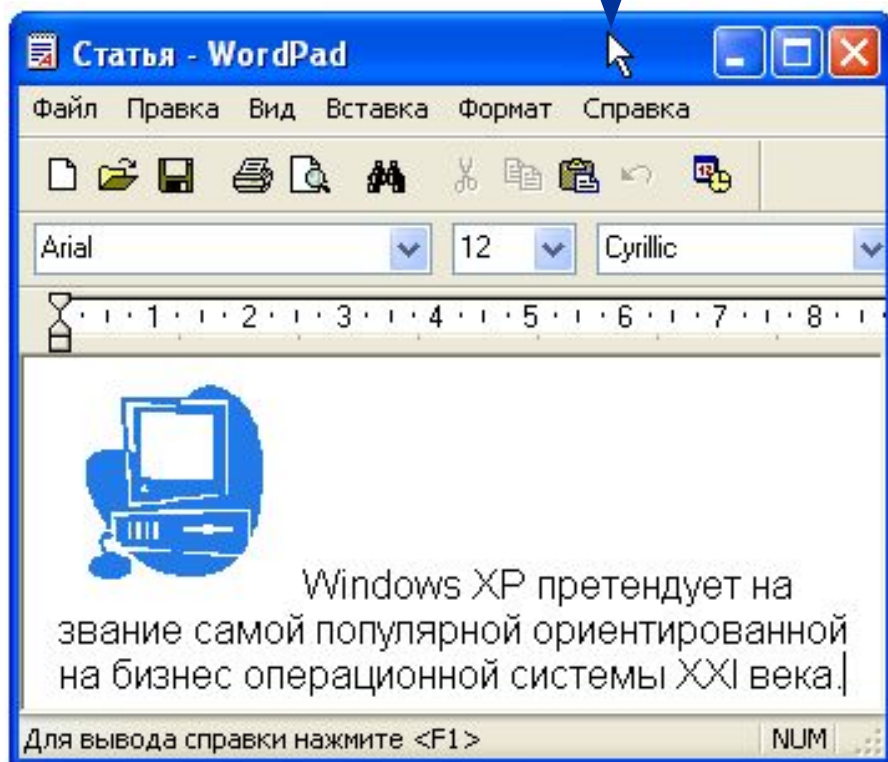 Статья - WordPad
Файл Правка Вид Вставка Формат Справка
Arial 12 Cyrillic
1 2 3 4 5 6 7 8
Windows XP претендует на
звание самой популярной ориентированной
на бизнес операционной системы XXI века.
Для вывода справки нажмите <F1> NUM